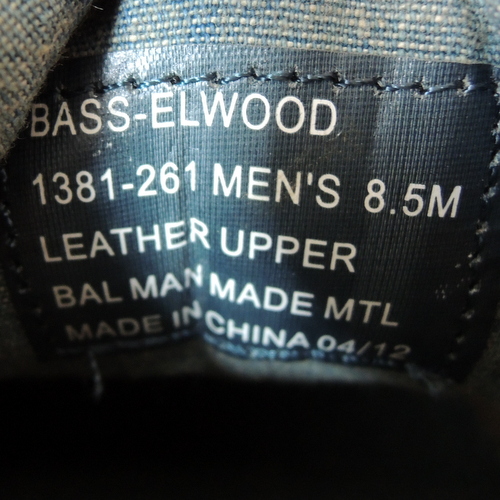 BASS-ELWOOD
1381-261 MEN'S 8.5M
LEATHER UPPER
BAL MAN MADE MTL
MADE IN CHINA 04/12